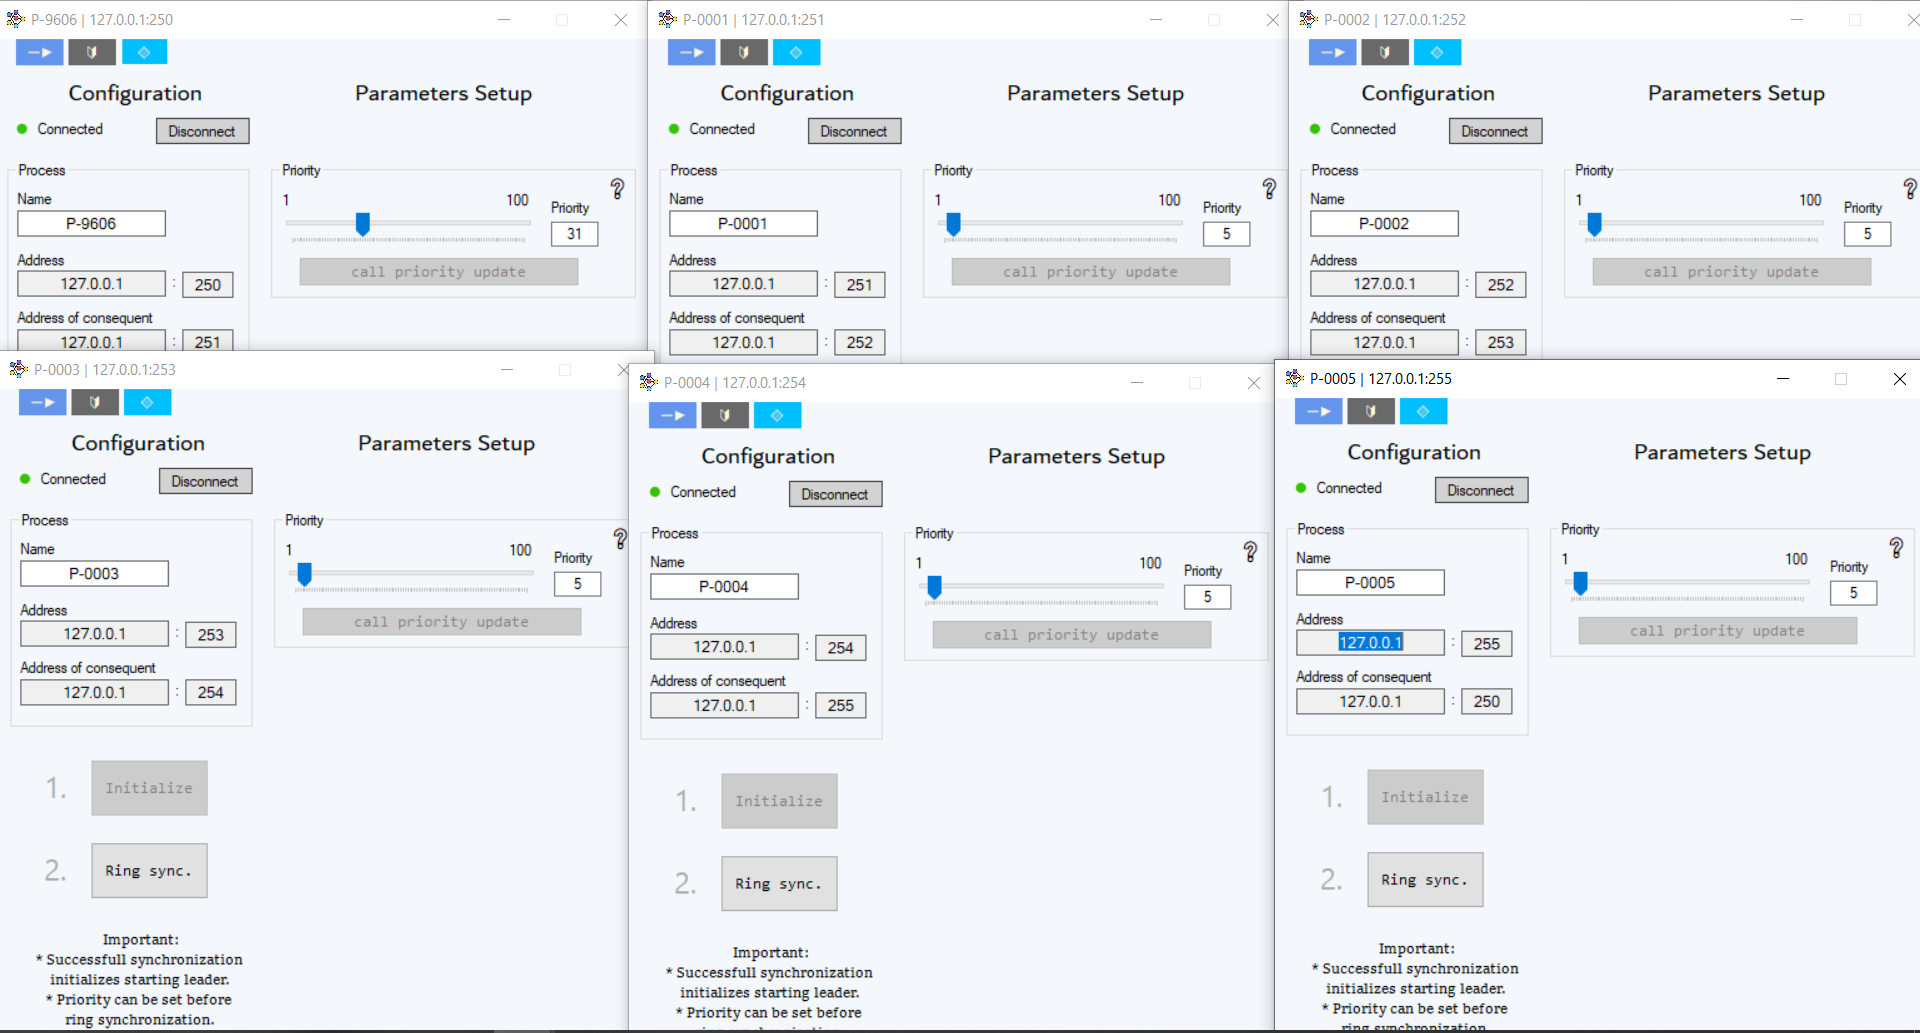 P-9606 | 127.0.0.1:250
Configuration
Parameters Setup
Connected
Disconnect
Process
Name
P-9606
Address
127.0.0.1 : 250
Address of consequent
127.0.0.1 : 251
Priority
1
100
Priority
31
call priority update
P-0001 | 127.0.0.1:251
Configuration
Parameters Setup
Connected
Disconnect
Process
Name
P-0001
Address
127.0.0.1 : 251
Address of consequent
127.0.0.1 : 252
Priority
1
100
Priority
5
call priority update
P-0002 | 127.0.0.1:252
Configuration
Parameters Setup
Connected
Disconnect
Process
Name
P-0002
Address
127.0.0.1 : 252
Address of consequent
127.0.0.1 : 253
Priority
1
100
Priority
5
call priority update
P-0003 | 127.0.0.1:253
Configuration
Parameters Setup
Connected
Disconnect
Process
Name
P-0003
Address
127.0.0.1 : 253
Address of consequent
127.0.0.1 : 254
Priority
1
100
Priority
5
call priority update
1. Initialize
2. Ring sync.
Important:
* Successfull synchronization
initializes starting leader.
* Priority can be set before
ring synchronization.
P-0004 | 127.0.0.1:254
Configuration
Parameters Setup
Connected
Disconnect
Process
Name
P-0004
Address
127.0.0.1 : 254
Address of consequent
127.0.0.1 : 255
Priority
1
100
Priority
5
call priority update
1. Initialize
2. Ring sync.
Important:
* Successfull synchronization
initializes starting leader.
* Priority can be set before
P-0005 | 127.0.0.1:255
Configuration
Parameters Setup
Connected
Disconnect
Process
Name
P-0005
Address
127.0.0.1 : 255
Address of consequent
127.0.0.1 : 250
Priority
1
100
Priority
5
call priority update
1. Initialize
2. Ring sync.
Important:
* Successfull synchronization
initializes starting leader.
* Priority can be set before
ring synchronization